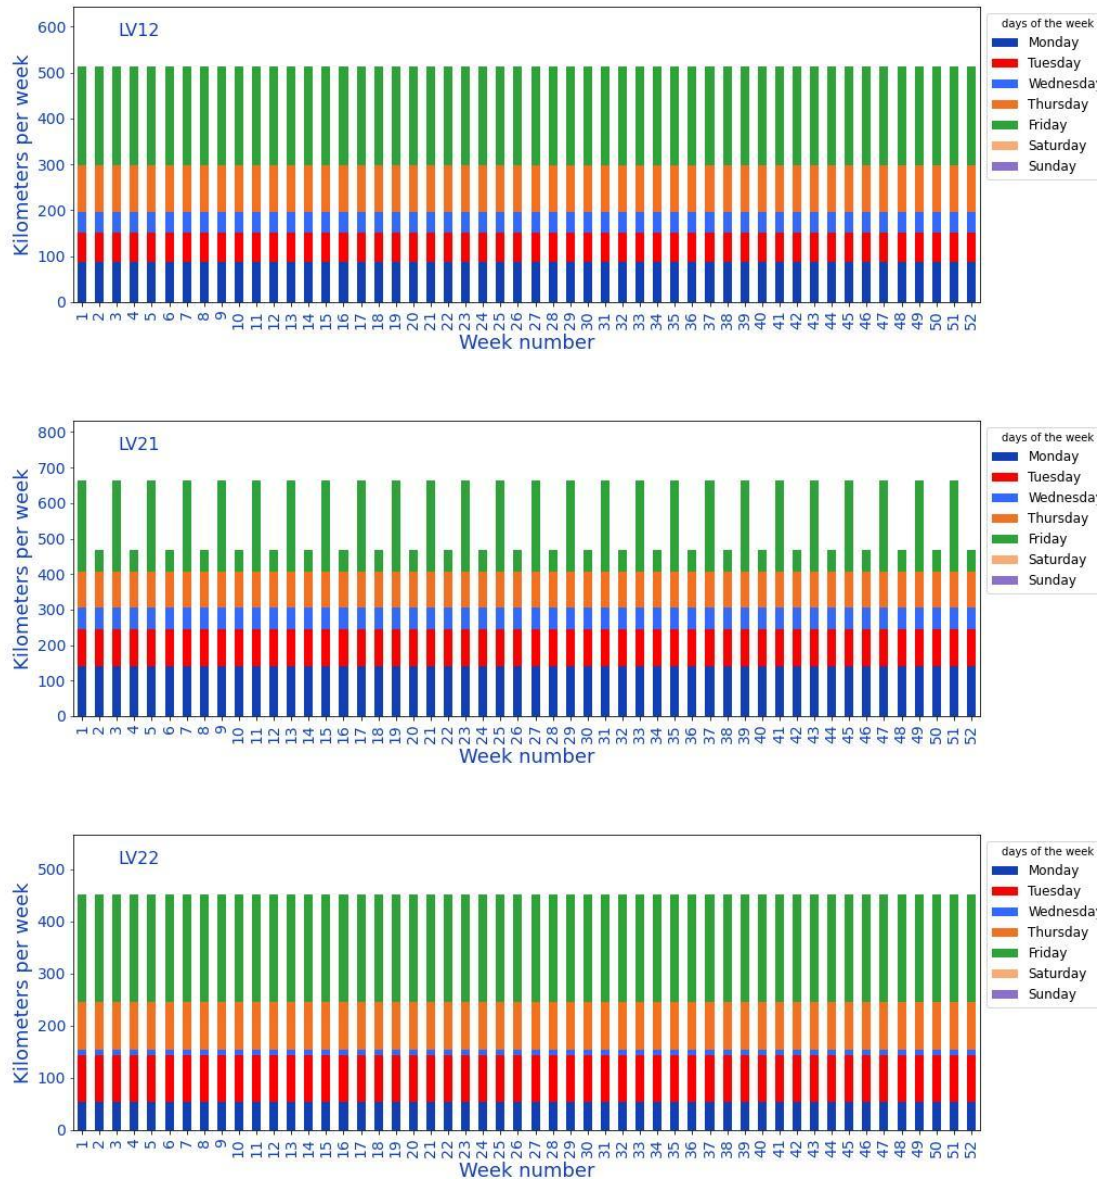 LV12
600
500
400
300
200
100
0
Kilometers per week
1 2 3 4 5 6 7 8 9 10 11 12 13 14 15 16 17 18 19 20 21 22 23 24 25 26 27 28 29 30 31 32 33 34 35 36 37 38 39 40 41 42 43 44 45 46 47 48 49 50 51 52
Week number
days of the week
Monday
Tuesday
Wednesday
Thursday
Friday
Saturday
Sunday
LV21
800
700
600
500
400
300
200
100
0
Kilometers per week
1 2 3 4 5 6 7 8 9 10 11 12 13 14 15 16 17 18 19 20 21 22 23 24 25 26 27 28 29 30 31 32 33 34 35 36 37 38 39 40 41 42 43 44 45 46 47 48 49 50 51 52
Week number
days of the week
Monday
Tuesday
Wednesday
Thursday
Friday
Saturday
Sunday
LV22
500
400
300
200
100
0
Kilometers per week
1 2 3 4 5 6 7 8 9 10 11 12 13 14 15 16 17 18 19 20 21 22 23 24 25 26 27 28 29 30 31 32 33 34 35 36 37 38 39 40 41 42 43 44 45 46 47 48 49 50 51 52
Week number
days of the week
Monday
Tuesday
Wednesday
Thursday
Friday
Saturday
Sunday